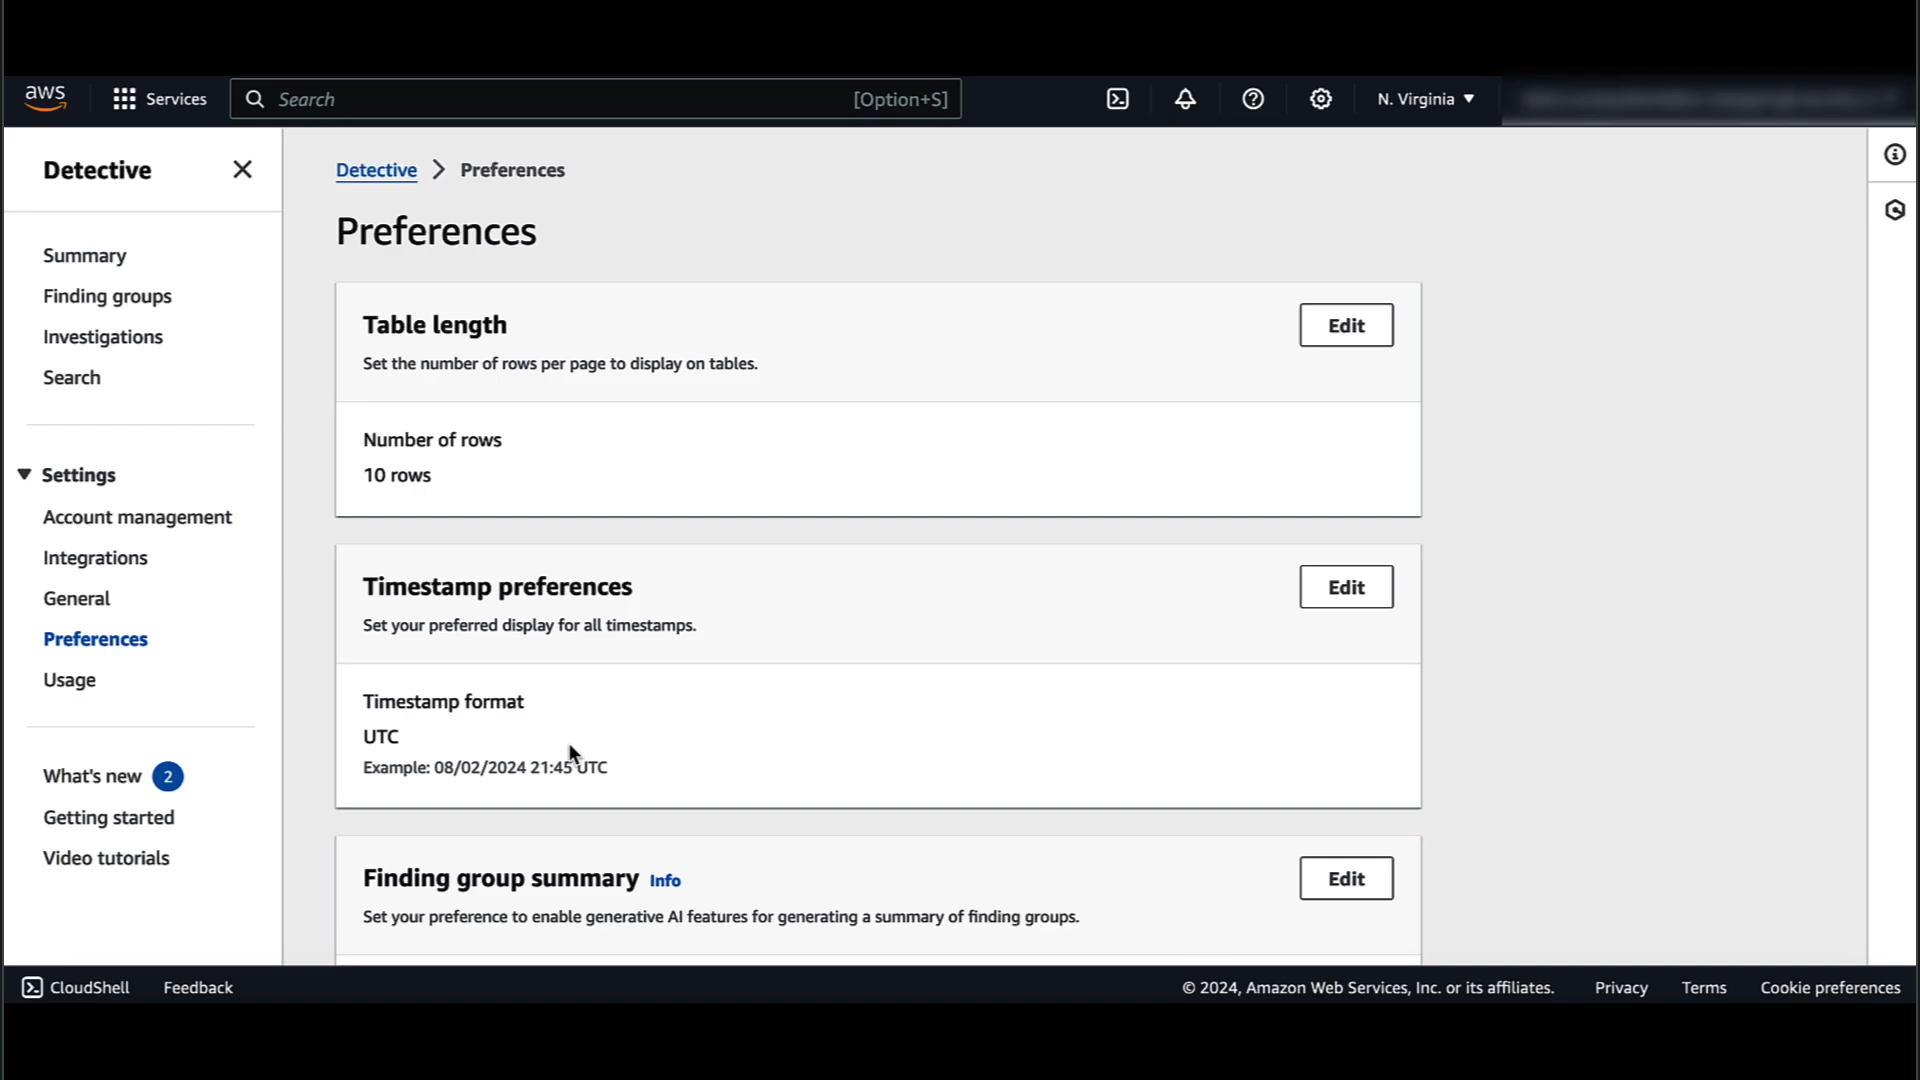 aws
Services
Search
[Option+S]
N. Virginia
Detective
Summary
Finding groups
Investigations
Search
Settings
Account management
Integrations
General
Preferences
Usage
What's new 2
Getting started
Video tutorials
Detective > Preferences
Preferences
Table length
Edit
Set the number of rows per page to display on tables.
Number of rows
10 rows
Timestamp preferences
Edit
Set your preferred display for all timestamps.
Timestamp format
UTC
Example: 08/02/2024 21:45 UTC
Finding group summary Info
Edit
Set your preference to enable generative AI features for generating a summary of finding groups.
CloudShell
Feedback
© 2024, Amazon Web Services, Inc. or its affiliates.
Privacy
Terms
Cookie preferences